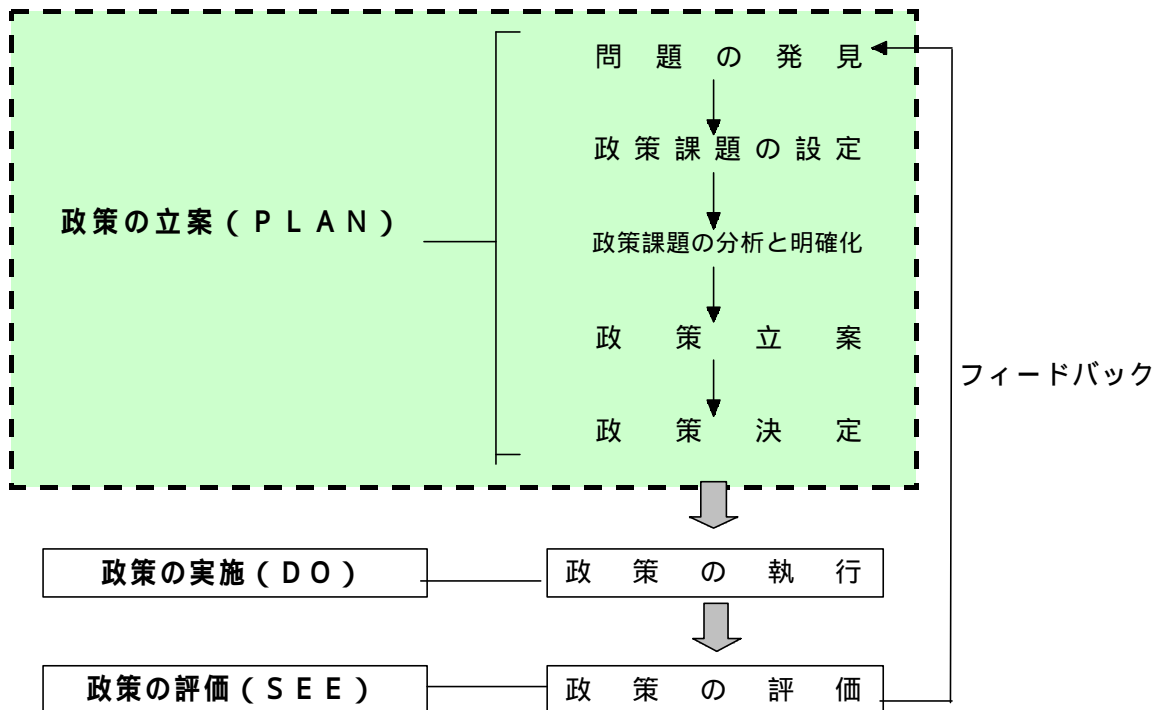 問題の発見
政策課題の設定
政策の立案(PLAN)
政策課題の分析と明確化
政策立案
フィードバック
政策決定
政策の実施(DO)
政策の執行
政策の評価(SEE)
政策の評価